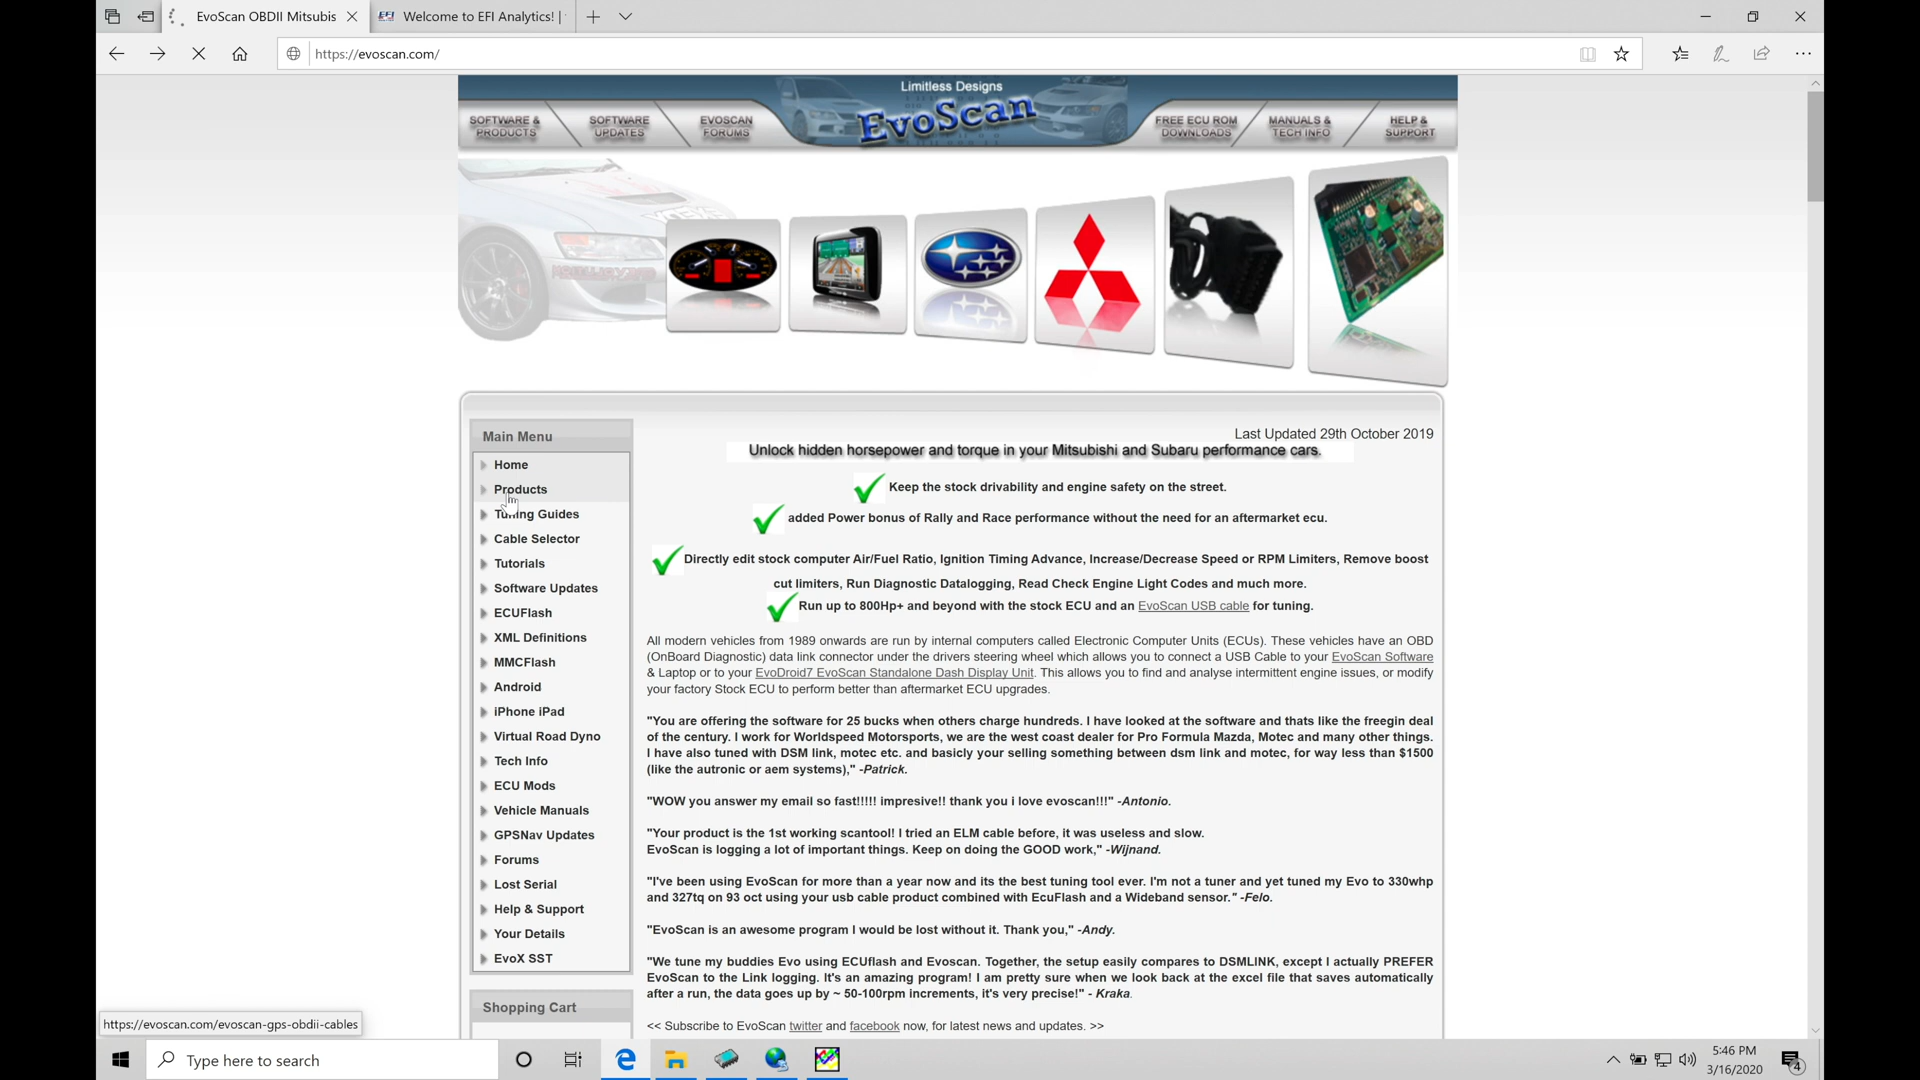 EvoScan OBDII Mitsubis
EFI Welcome to EFI Analytics! |
https://evoscan.com/
Limitless Designs
EvoScan
SOFTWARE & PRODUCTS
SOFTWARE UPDATES
EVOSCAN FORUMS
FREE ECU ROM DOWNLOADS
MANUALS & TECH INFO
HELP & SUPPORT
Main Menu
Home
Products
Tuning Guides
Cable Selector
Tutorials
Software Updates
ECUFlash
XML Definitions
MMCFlash
Android
iPhone iPad
Virtual Road Dyno
Tech Info
ECU Mods
Vehicle Manuals
GPSNav Updates
Forums
Lost Serial
Help & Support
Your Details
EvoX SST
Shopping Cart
Last Updated 29th October 2019
Unlock hidden horsepower and torque in your Mitsubishi and Subaru performance cars.
Keep the stock drivability and engine safety on the street.
added Power bonus of Rally and Race performance without the need for an aftermarket ecu.
Directly edit stock computer Air/Fuel Ratio, Ignition Timing Advance, Increase/Decrease Speed or RPM Limiters, Remove boost
cut limiters, Run Diagnostic Datalogging, Read Check Engine Light Codes and much more.
Run up to 800Hp+ and beyond with the stock ECU and an EvoScan USB cable for tuning.
All modern vehicles from 1989 onwards are run by internal computers called Electronic Computer Units (ECUs). These vehicles have an OBD
(OnBoard Diagnostic) data link connector under the drivers steering wheel which allows you to connect a USB Cable to your EvoScan Software
& Laptop or to your EvoDroid7 EvoScan Standalone Dash Display Unit. This allows you to find and analyse intermittent engine issues, or modify
your factory Stock ECU to perform better than aftermarket ECU upgrades.
"You are offering the software for 25 bucks when others charge hundreds. I have looked at the software and thats like the freegin deal
of the century. I work for Worldspeed Motorsports, we are the west coast dealer for Pro Formula Mazda, Motec and many other things.
I have also tuned with DSM link, motec etc. and basicly your selling something between dsm link and motec, for way less than $1500
(like the autronic or aem systems)," -Patrick.
"WOW you answer my email so fast!!!!! impresive!! thank you i love evoscan!!!" -Antonio.
"Your product is the 1st working scantool! I tried an ELM cable before, it was useless and slow.
EvoScan is logging a lot of important things. Keep on doing the GOOD work," -Wijnand.
"I've been using EvoScan for more than a year now and its the best tuning tool ever. I'm not a tuner and yet tuned my Evo to 330whp
and 327tq on 93 oct using your usb cable product combined with EcuFlash and a Wideband sensor." -Felo.
"EvoScan is an awesome program I would be lost without it. Thank you," -Andy.
"We tune my buddies Evo using ECUflash and Evoscan. Together, the setup easily compares to DSMLINK, except I actually PREFER
EvoScan to the Link logging. It's an amazing program! I am pretty sure when we look back at the excel file that saves automatically
after a run, the data goes up by ~ 50-100rpm increments, it's very precise!" - Kraka.
<< Subscribe to EvoScan twitter and facebook now, for latest news and updates. >>
https://evoscan.com/evoscan-gps-obdii-cables
Type here to search
5:46 PM
3/16/2020
4